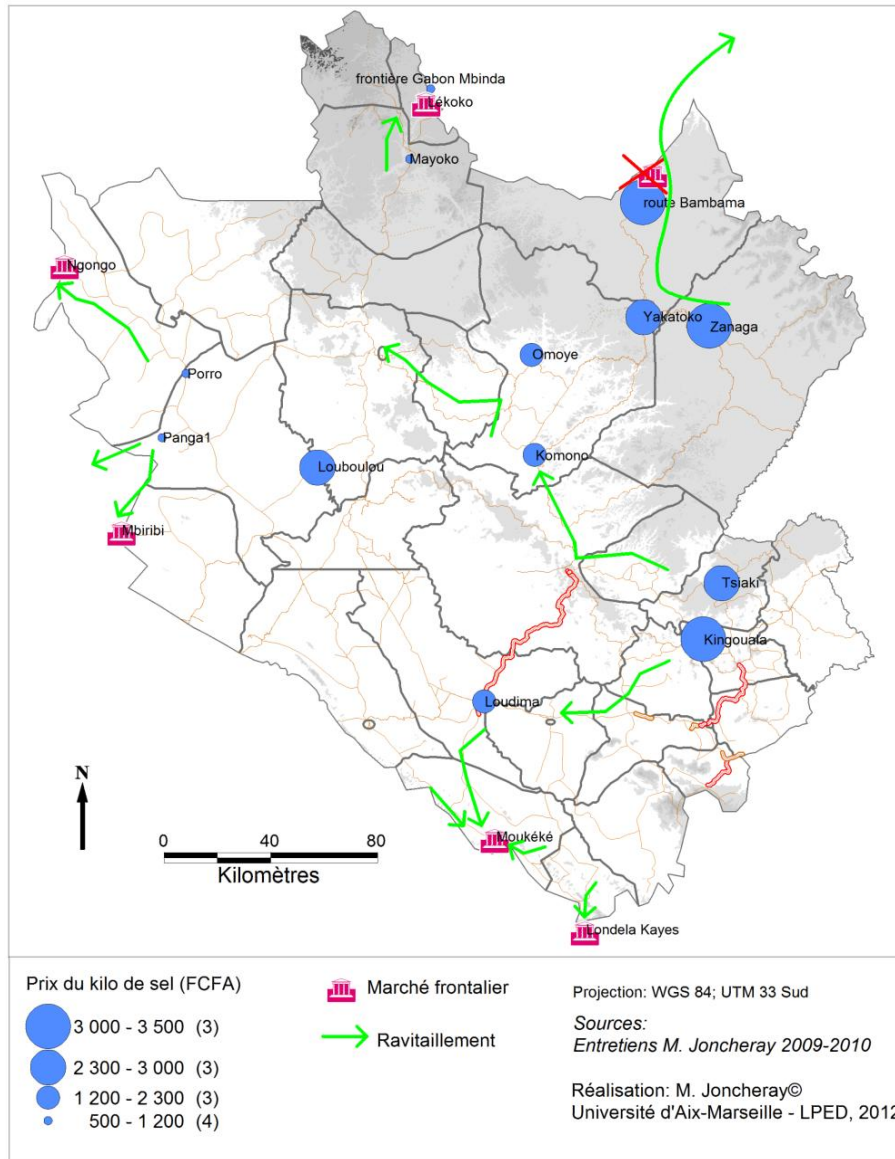 frontière Gabon Mbinda
Lékoko
Mayoko
route Bambama
Ngongo
Yakatoko
Zanaga
Omoye
Porro
Panga1
Louboulou
Komono
Mbiribi
Tsiaki
Kingouala
Loudima
N
0 40 80
Kilomètres
Moukéké
Londela Kayes
Prix du kilo de sel (FCFA)
3 000 - 3 500 (3)
2 300 - 3 000 (3)
1 200 - 2 300 (3)
500 - 1 200 (4)
Marché frontalier
Ravitaillement
Projection: WGS 84; UTM 33 Sud
Sources:
Entretiens M. Joncheray 2009-2010
Réalisation: M. Joncheray©
Université d'Aix-Marseille - LPED, 2012